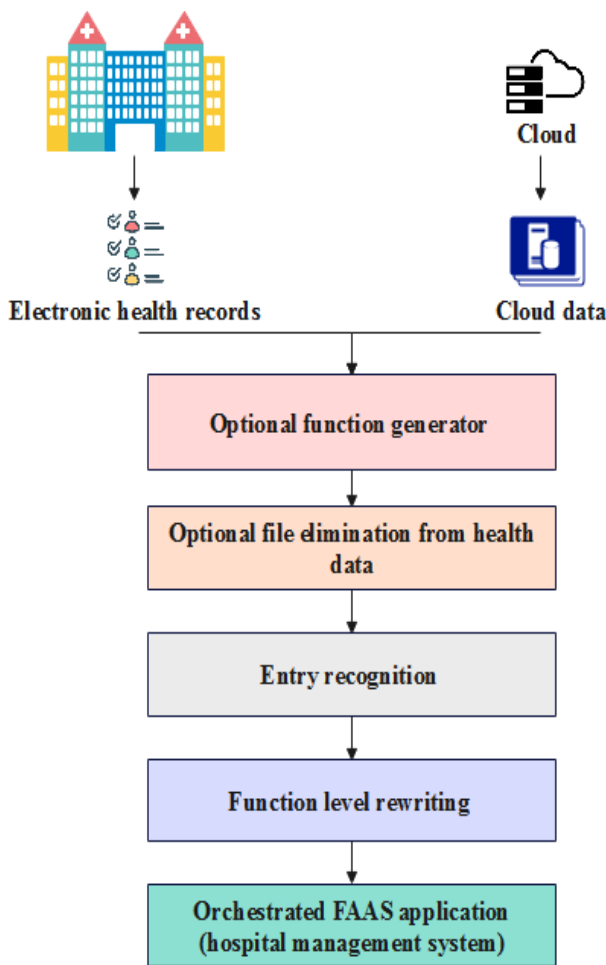 Cloud
Electronic health records
Cloud data
Optional function generator
Optional file elimination from health
data
Entry recognition
Function level rewriting
Orchestrated FAAS application
(hospital management system)